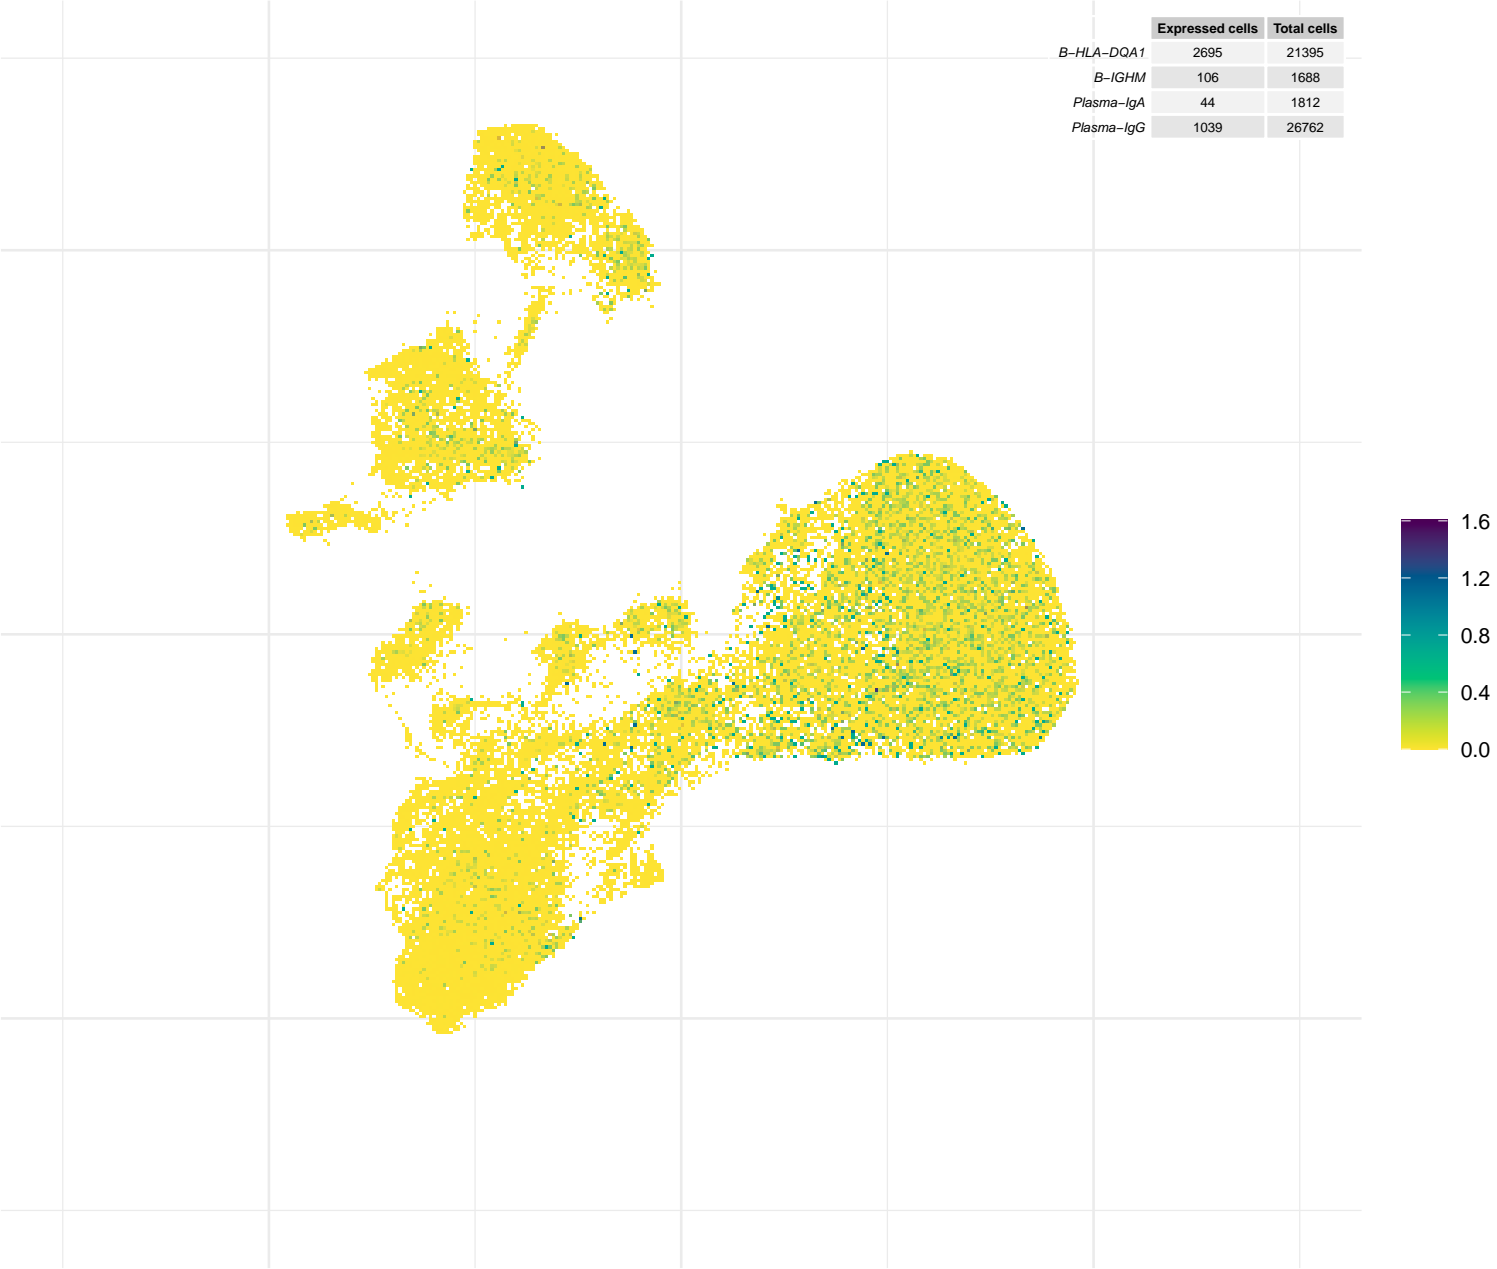 Expressed cells Total cells
B−HLA−DQA1 2695 21395
B−IGHM 106 1688
Plasma−IgA 44 1812
Plasma−IgG 1039 26762
1.6
1.2
0.8
0.4
0.0